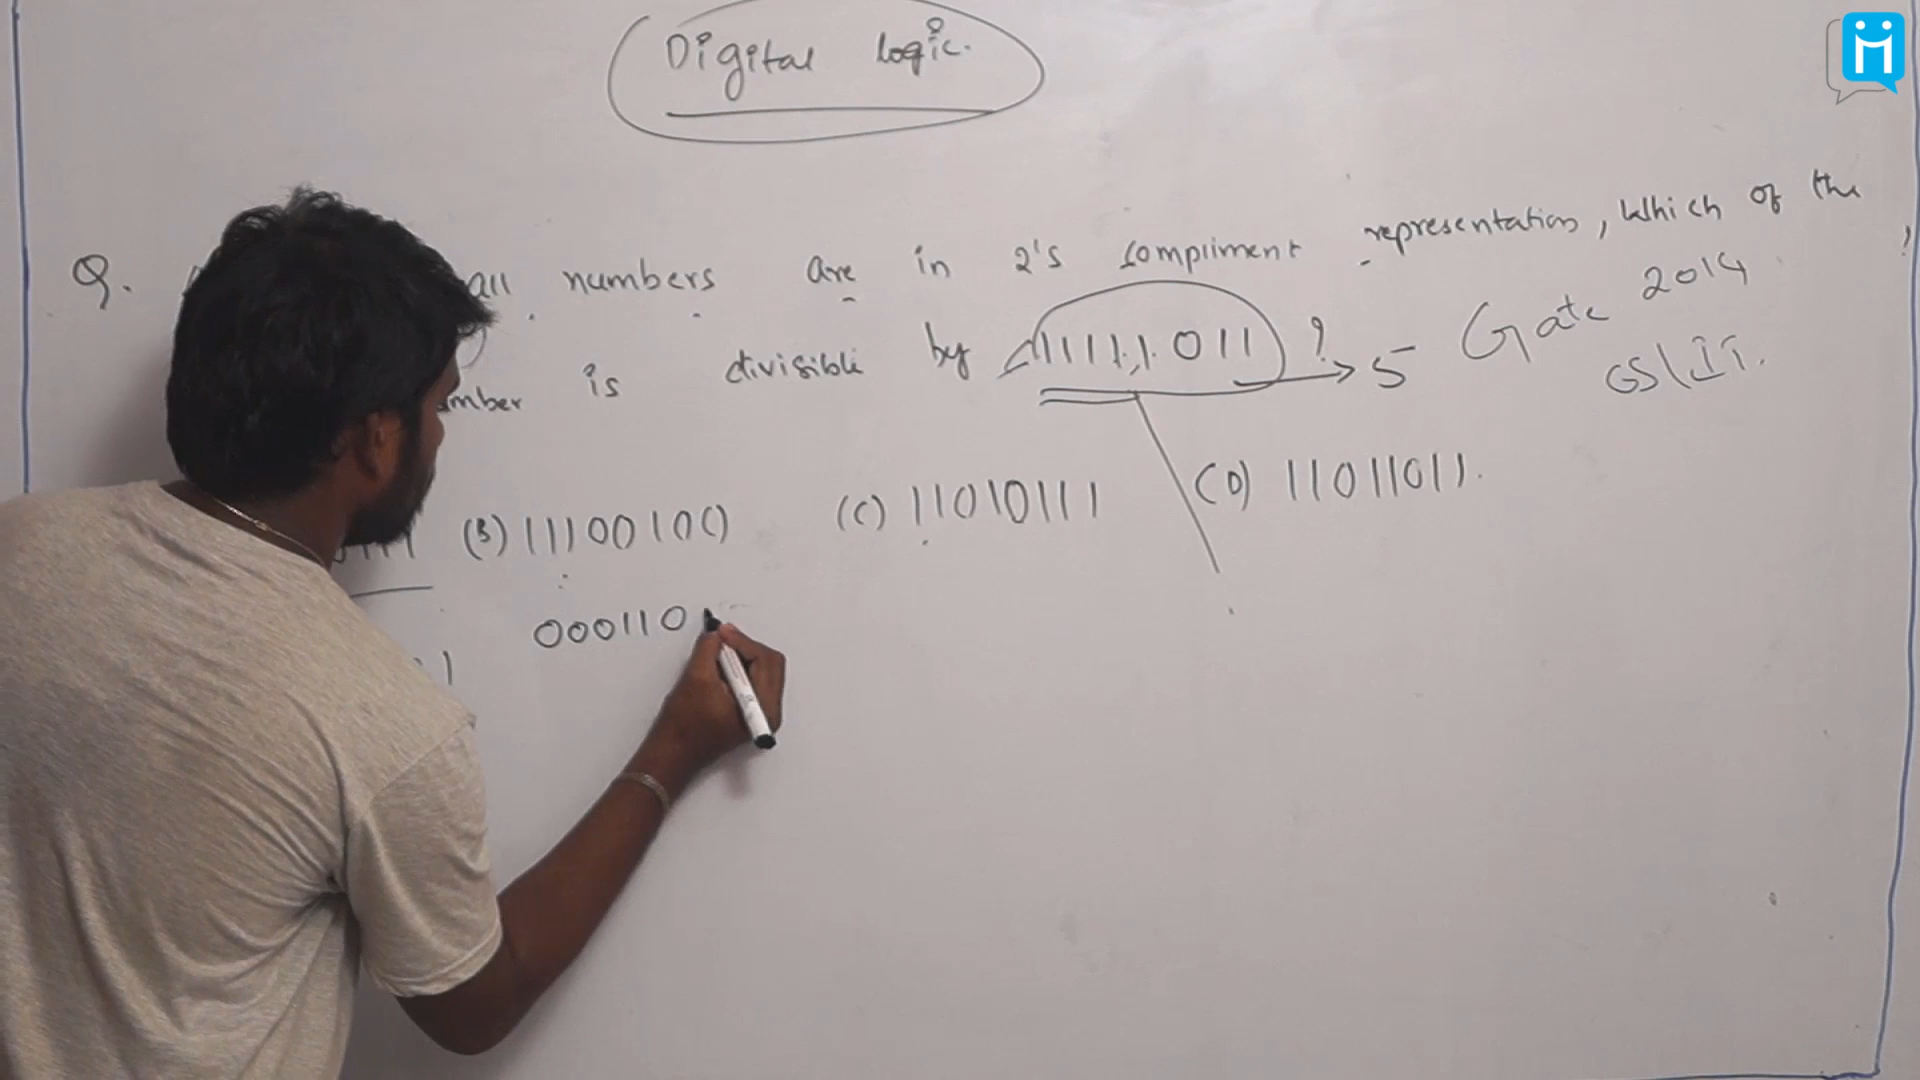 Digital logic.
Q. all numbers are in 2's compliment representation, Which of the
mber is divisible by 11111011 ? → 5 Gate 2014
GS\II.
(B) 11100100 (C) 11010111 (D) 11011011.
000110